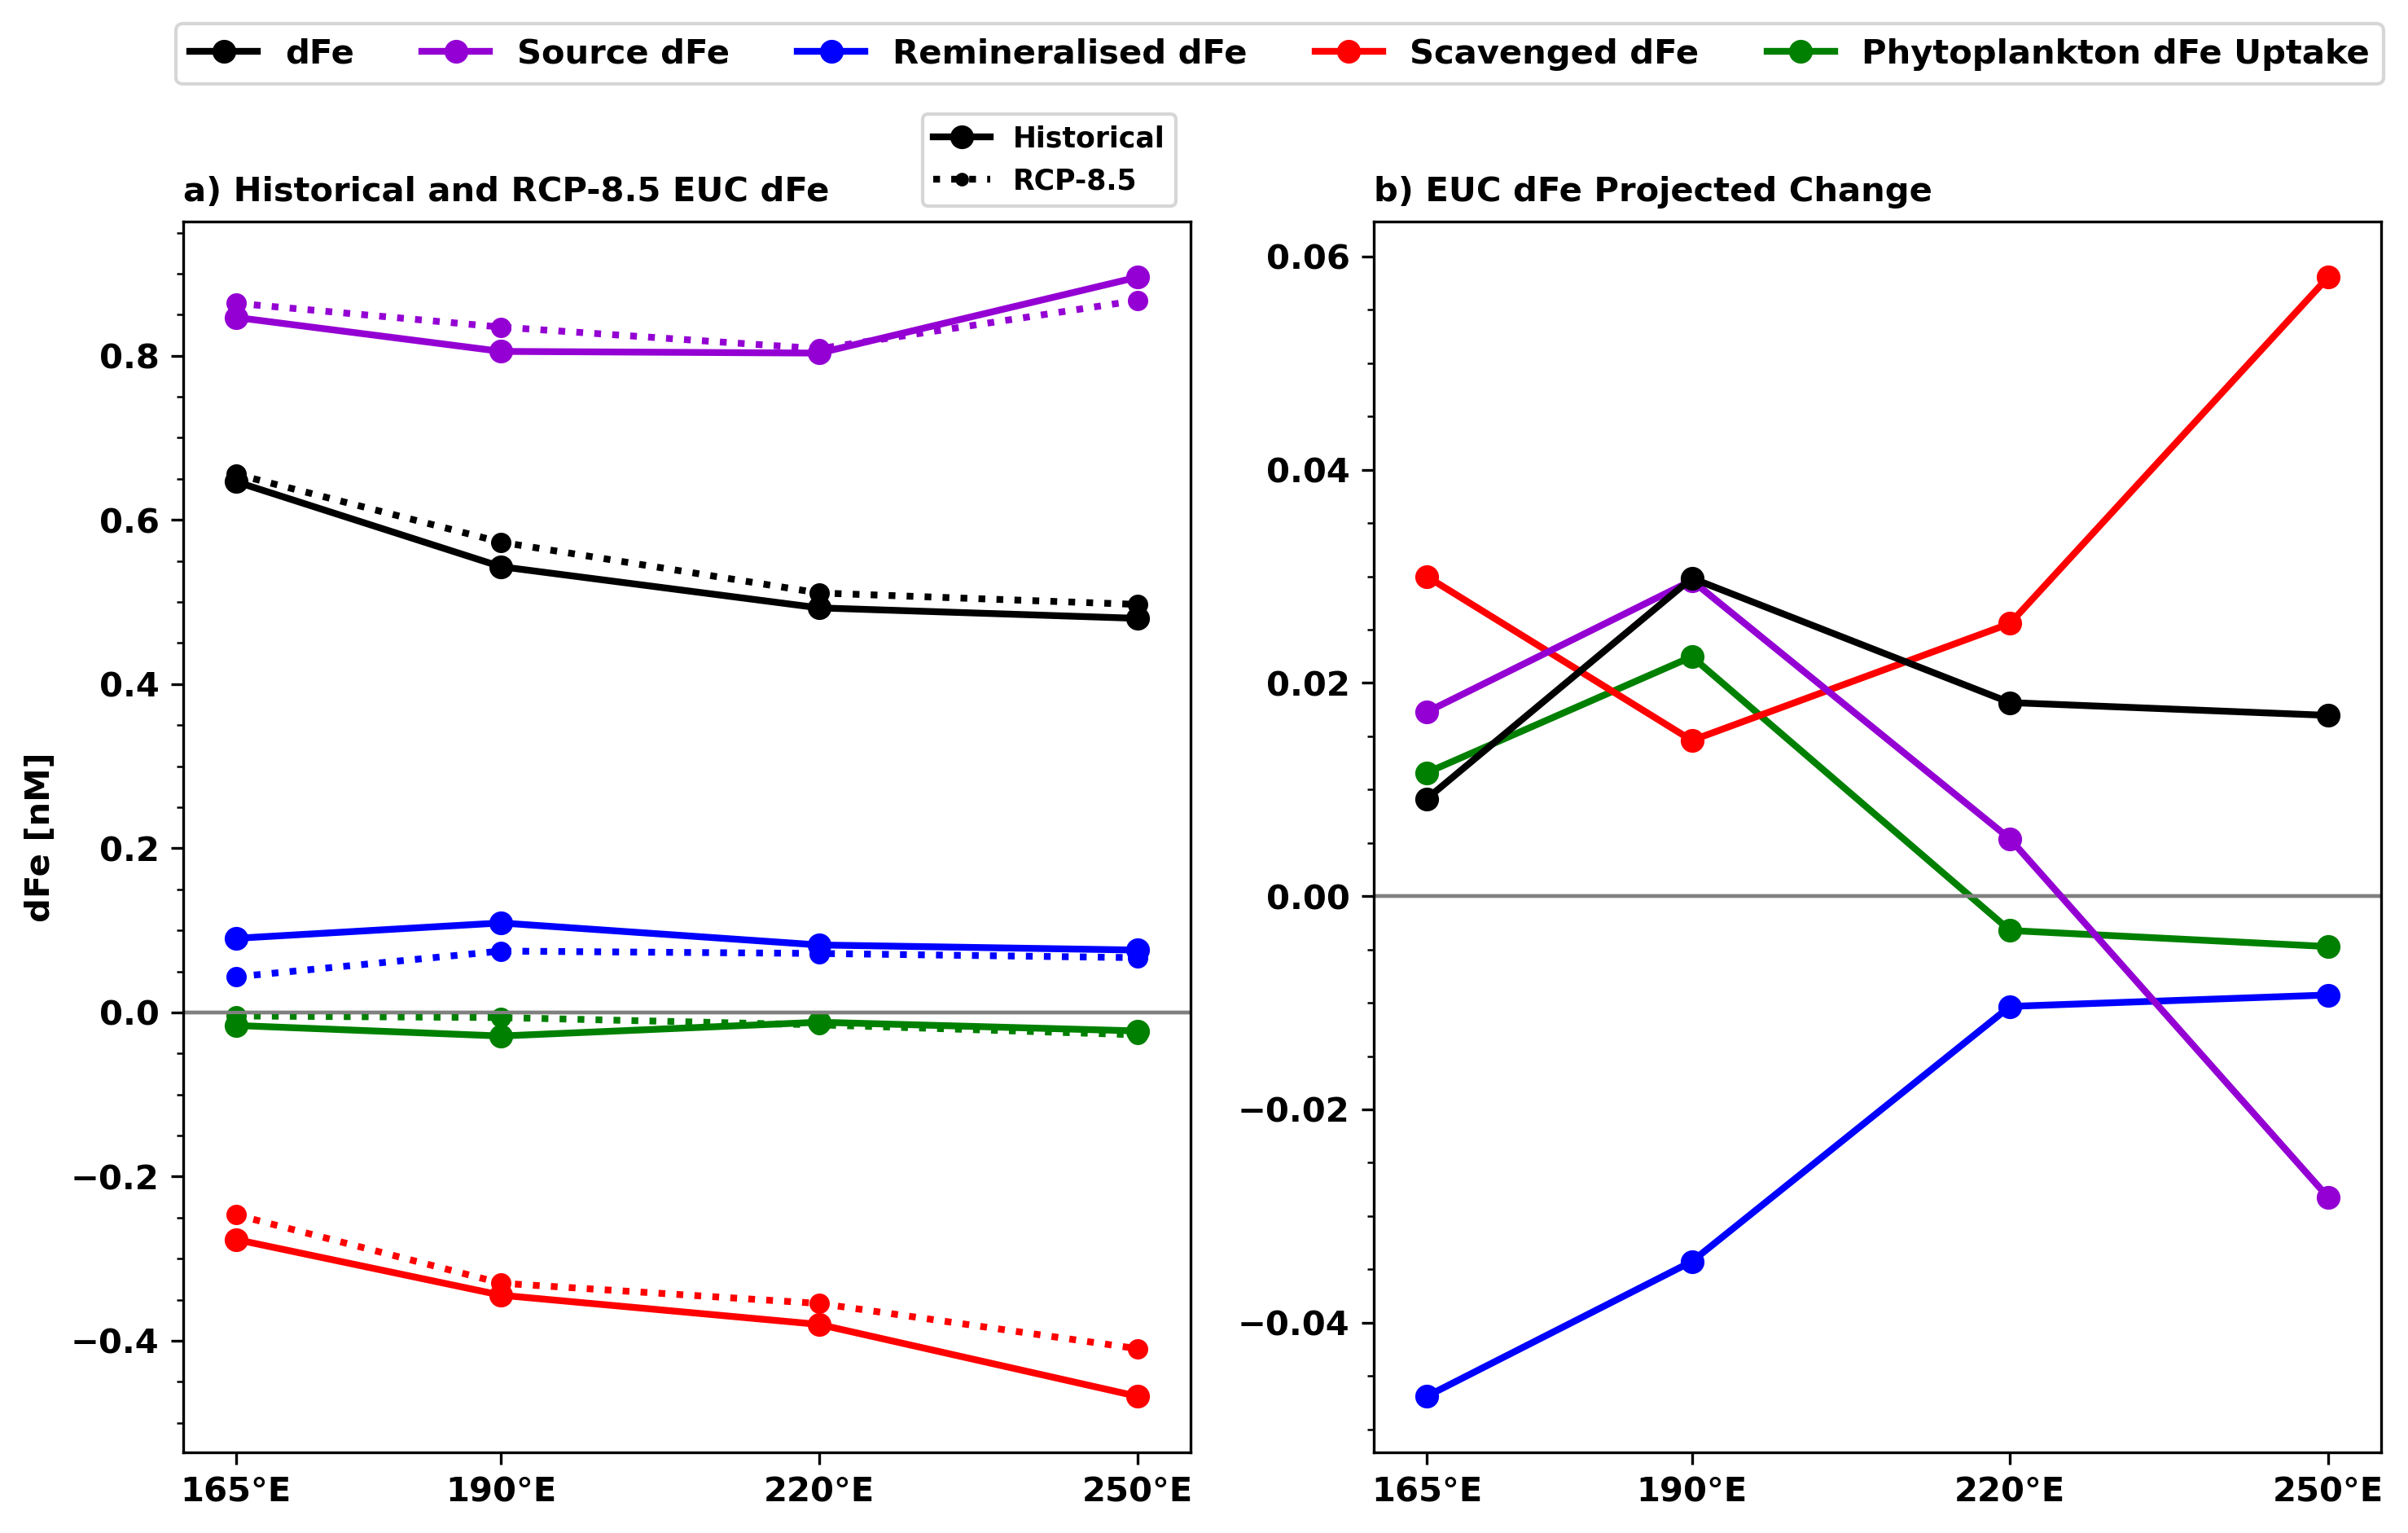 dFe Source dFe Remineralised dFe Scavenged dFe Phytoplankton dFe Uptake
Historical
RCP-8.5
a) Historical and RCP-8.5 EUC dFe
b) EUC dFe Projected Change
dFe [nM]
0.8
0.6
0.4
0.2
0.0
−0.2
−0.4
165°E 190°E 220°E 250°E
0.06
0.04
0.02
0.00
−0.02
−0.04
165°E 190°E 220°E 250°E